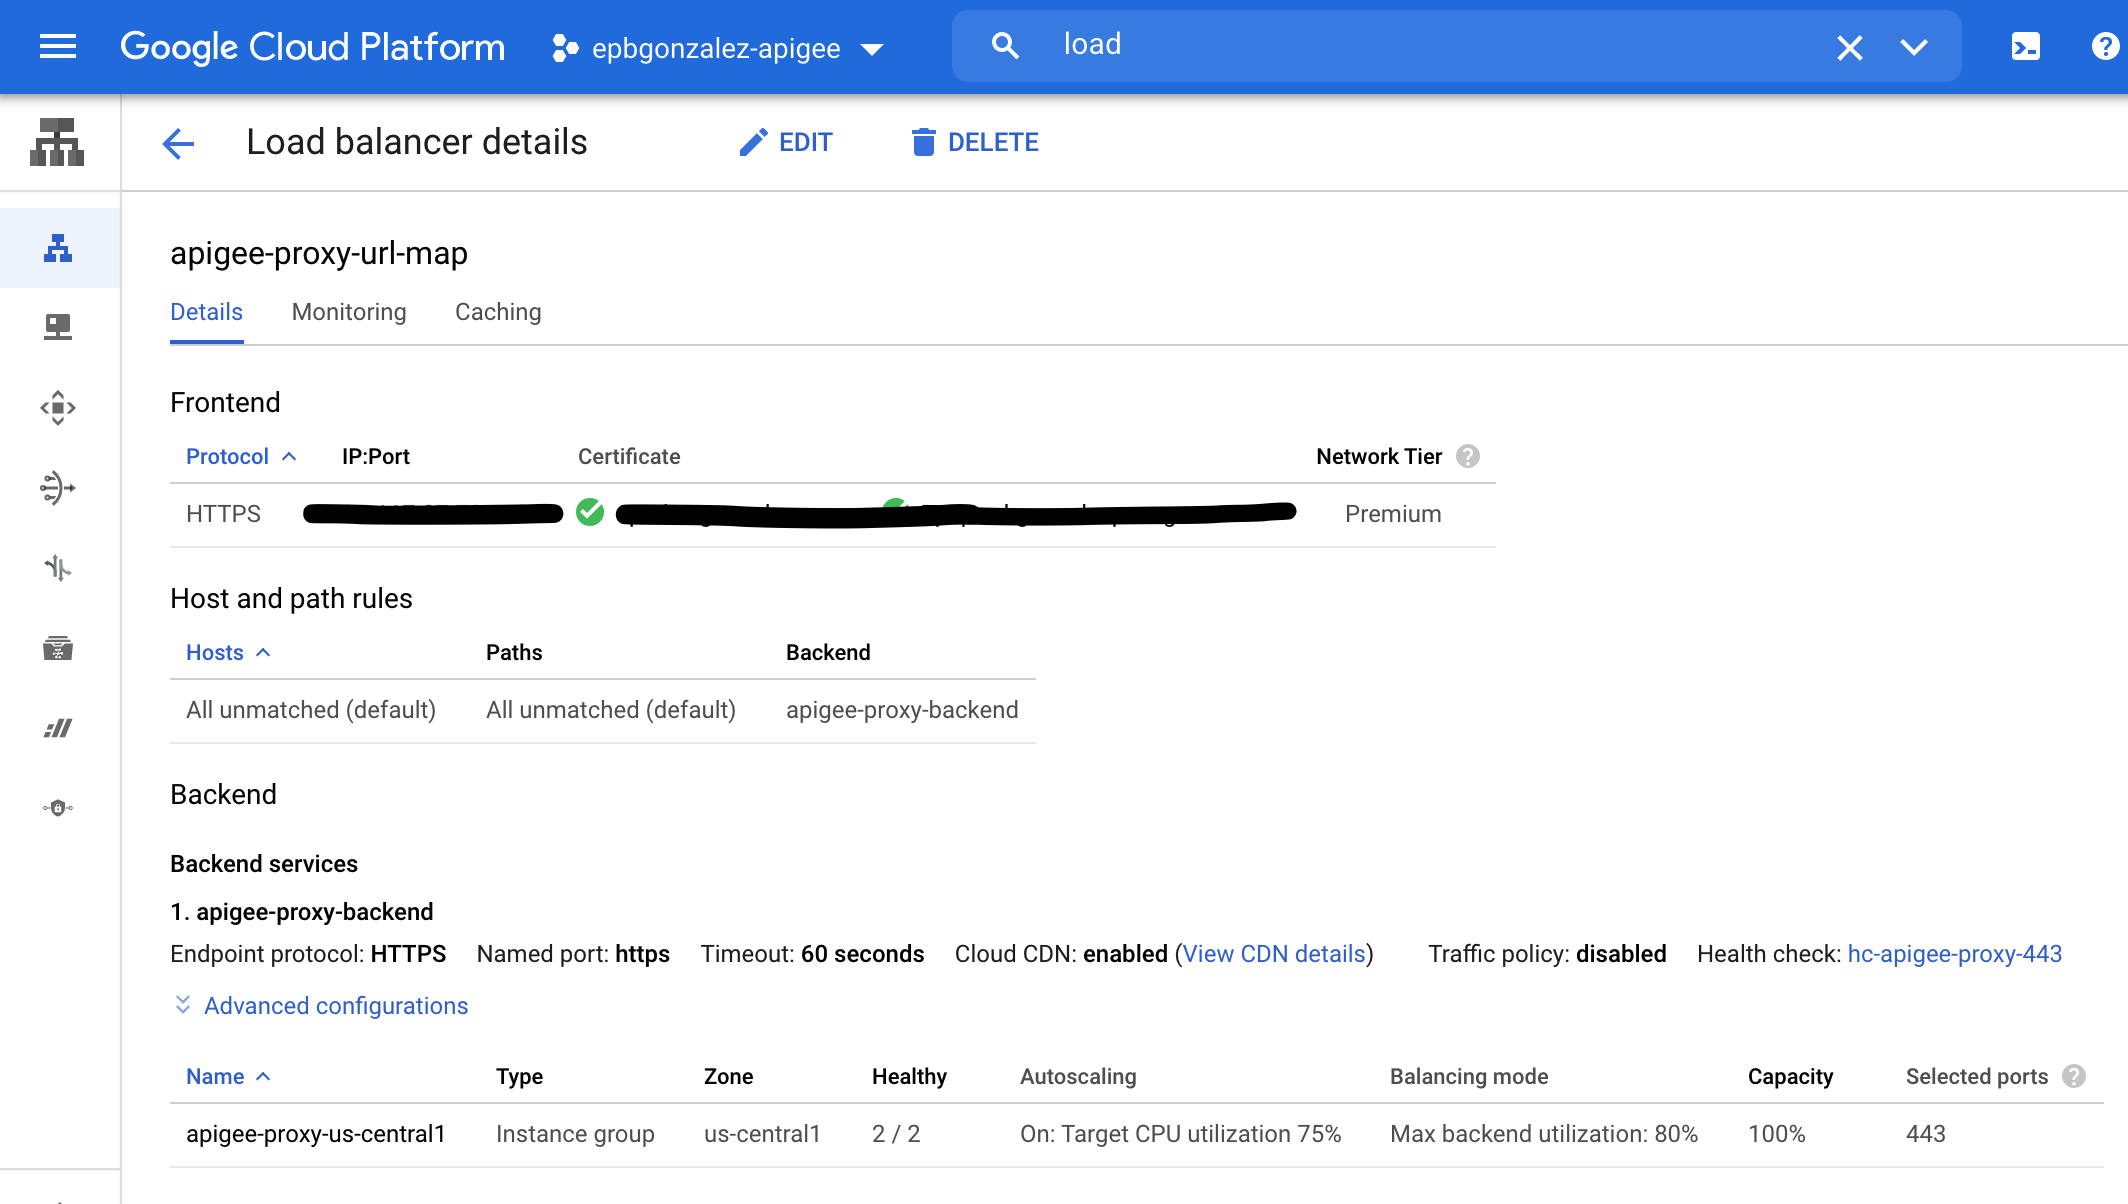 Google Cloud Platform epbgonzalez-apigee load
Load balancer details EDIT DELETE
apigee-proxy-url-map
Details Monitoring Caching
Frontend
Protocol IP:Port Certificate Network Tier
HTTPS Premium
Host and path rules
Hosts Paths Backend
All unmatched (default) All unmatched (default) apigee-proxy-backend
Backend
Backend services
1. apigee-proxy-backend
Endpoint protocol: HTTPS Named port: https Timeout: 60 seconds Cloud CDN: enabled (View CDN details) Traffic policy: disabled Health check: hc-apigee-proxy-443
Advanced configurations
Name Type Zone Healthy Autoscaling Balancing mode Capacity Selected ports
apigee-proxy-us-central1 Instance group us-central1 2 / 2 On: Target CPU utilization 75% Max backend utilization: 80% 100% 443